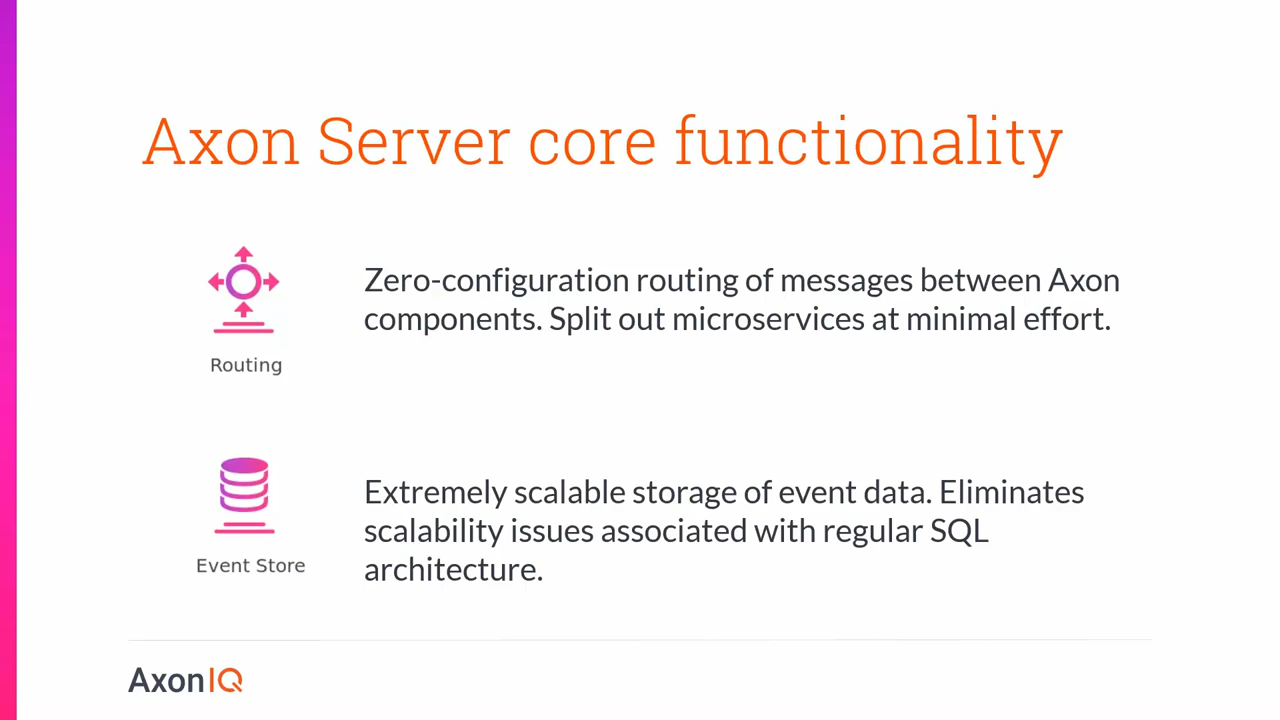 Axon Server core functionality
Zero-configuration routing of messages between Axon
components. Split out microservices at minimal effort.
Routing
Extremely scalable storage of event data. Eliminates
scalability issues associated with regular SQL
architecture.
Event Store
AxonIQ